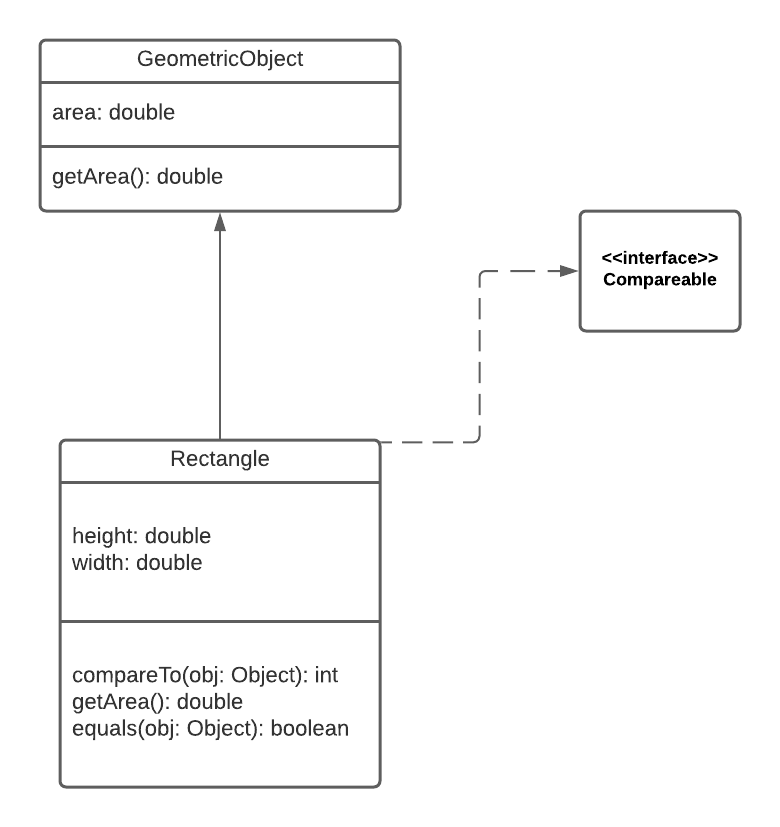 GeometricObject
area: double
getArea(): double
<<interface>>
Compareable
Rectangle
height: double
width: double
compareTo(obj: Object): int
getArea(): double
equals(obj: Object): boolean